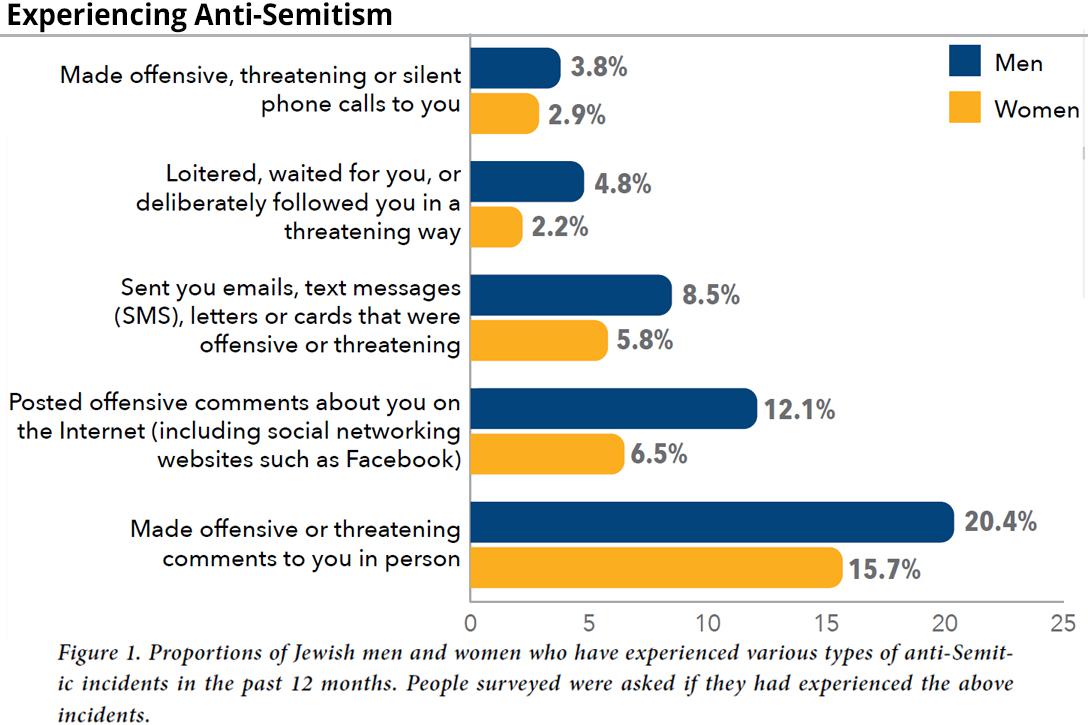 Experiencing Anti-Semitism
Men
Women
Made offensive, threatening or silent
phone calls to you
3.8%
2.9%
Loitered, waited for you, or
deliberately followed you in a
threatening way
4.8%
2.2%
Sent you emails, text messages
(SMS), letters or cards that were
offensive or threatening
8.5%
5.8%
Posted offensive comments about you on
the Internet (including social networking
websites such as Facebook)
12.1%
6.5%
Made offensive or threatening
comments to you in person
20.4%
15.7%
0 5 10 15 20 25
Figure 1. Proportions of Jewish men and women who have experienced various types of anti-Semit-
ic incidents in the past 12 months. People surveyed were asked if they had experienced the above
incidents.